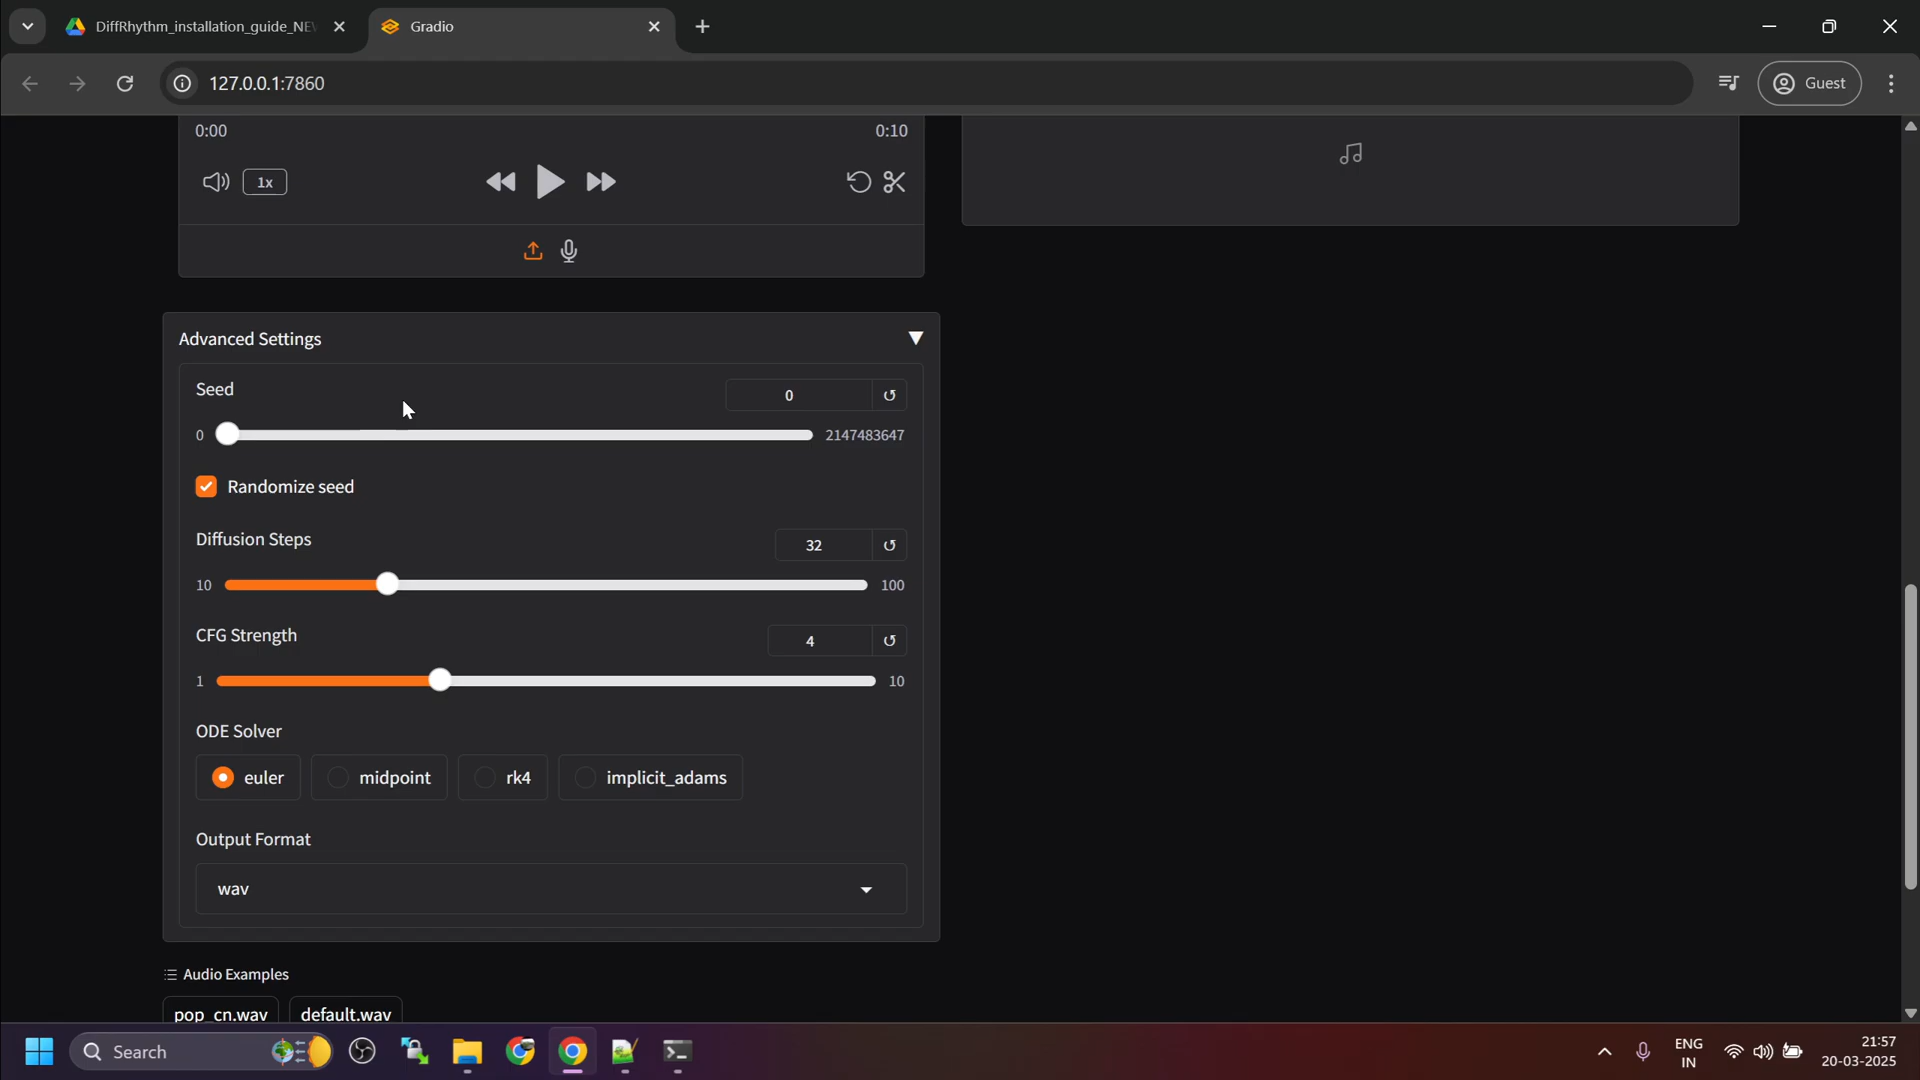 DiffRhythm_installation_guide_NEW
Gradio
127.0.0.1:7860
Guest
0:00
0:10
1x
Advanced Settings
Seed
0
0
2147483647
Randomize seed
Diffusion Steps
32
10
100
CFG Strength
4
1
10
ODE Solver
euler
midpoint
rk4
implicit_adams
Output Format
wav
Audio Examples
pop_cn.wav
default.wav
Search
ENG
IN
21:57
20-03-2025